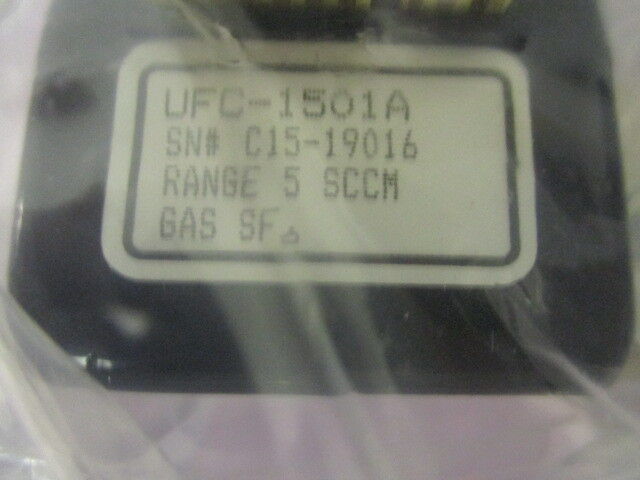 UFC-1501A
SN# C15-19016
RANGE 5 SCCM
GAS SF₆